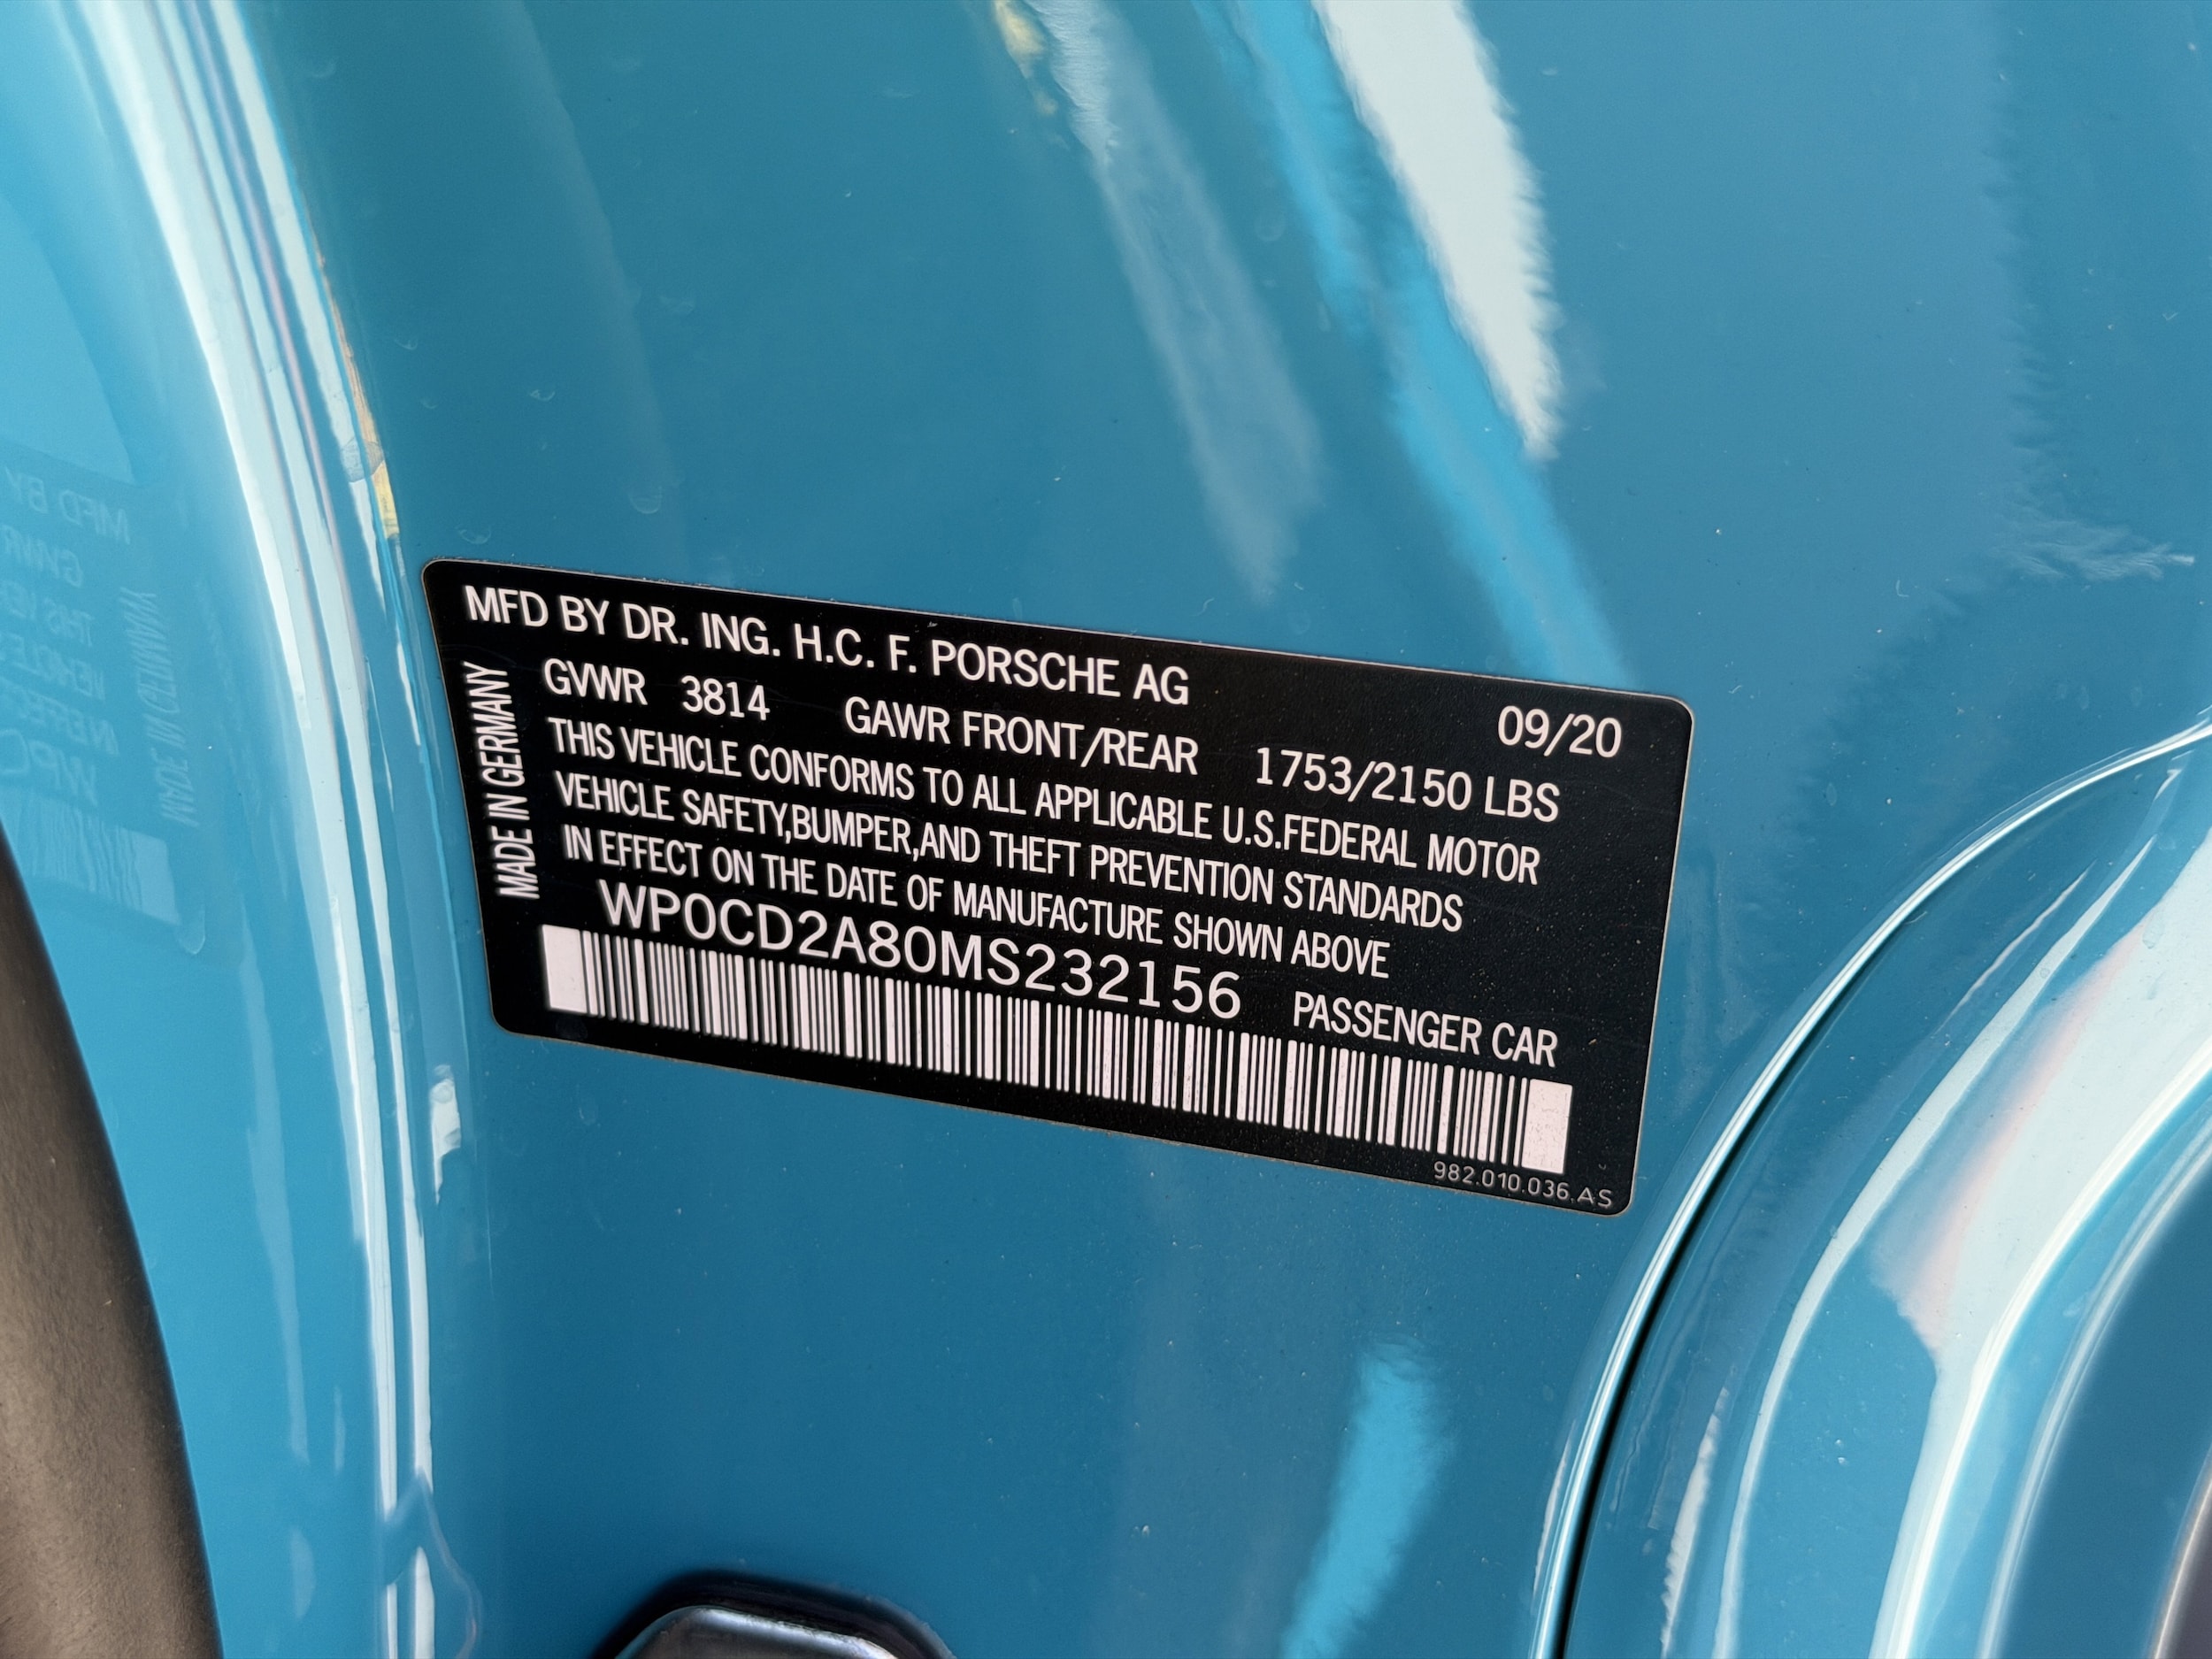 MFD BY DR. ING. H.C. F. PORSCHE AG
09/20
GVWR 3814 GAWR FRONT/REAR 1753/2150 LBS
THIS VEHICLE CONFORMS TO ALL APPLICABLE U.S.FEDERAL MOTOR
VEHICLE SAFETY,BUMPER,AND THEFT PREVENTION STANDARDS
IN EFFECT ON THE DATE OF MANUFACTURE SHOWN ABOVE
WP0CD2A80MS232156 PASSENGER CAR
MADE IN GERMANY
982.010.036.AS